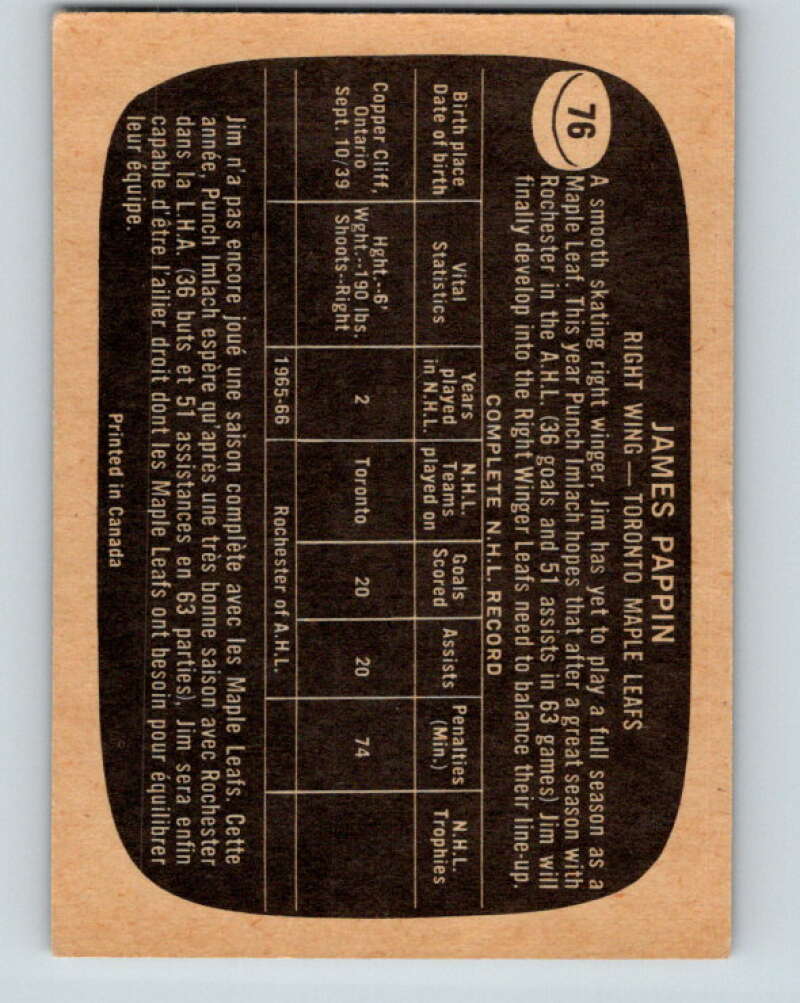 76
JAMES PAPPIN
RIGHT WING — TORONTO MAPLE LEAFS
A smooth skating right winger, Jim has yet to play a full season as a
Maple Leaf. This year Punch Imlach hopes that after a great season with
Rochester in the A.H.L. (36 goals and 51 assists in 63 games) Jim will
finally develop into the Right Winger Leafs need to balance their line-up.
COMPLETE N.H.L. RECORD
Birth place
Date of birth
Vital
Statistics
Years
played
in N.H.L.
N.H.L.
Teams
played on
Goals
Scored
Assists
Penalties
(Min.)
N.H.L.
Trophies
Copper Cliff,
Ontario
Sept. 10/39
Hght.--6'
Wght.--190 lbs.
Shoots--Right
2
Toronto
20
20
74
1965-66
Rochester of A.H.L.
Jim n'a pas encore joué une saison complète avec les Maple Leafs. Cette
année, Punch Imlach espère qu'après une très bonne saison avec Rochester
dans la L.H.A. (36 buts et 51 assistances en 63 parties), Jim sera enfin
capable d'être l'ailier droit dont les Maple Leafs ont besoin pour équilibrer
leur équipe.
Printed in Canada